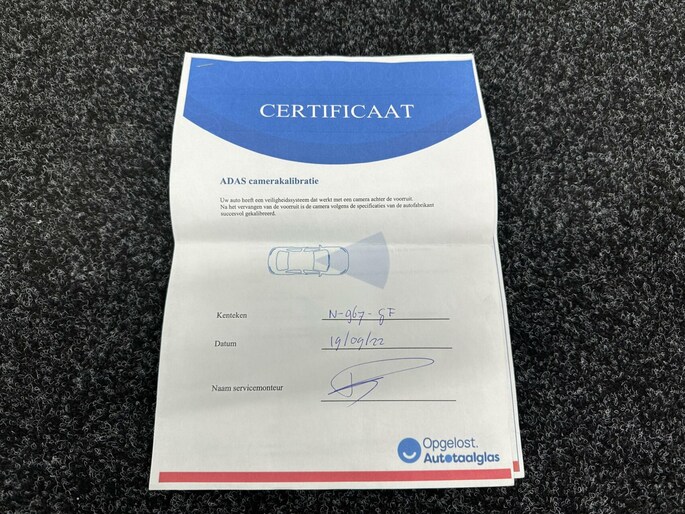 CERTIFICAAT
ADAS camerakalibratie
Uw auto heeft een veiligheidssysteem dat werkt met een camera achter de voorruit.
Na het vervangen van de voorruit is de camera volgens de specificaties van de autofabrikant
succesvol gekalibreerd.
Kenteken N-967-
Datum 19/09/22
Naam servicemonteur
Opgelost.
Autotaalglas